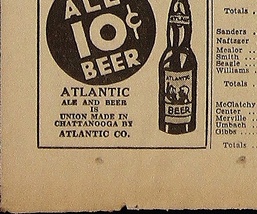 ALE
10¢
BEER
ATLANTIC
ALE AND BEER
IS
UNION MADE IN
CHATTANOOGA BY
ATLANTIC CO.
ATLANTIC
BEER
Totals .
Sanders .
Naftzger
Mealor ..
Smith ....
Beagle ...
Williams .
Totals .
McClatchy
Center ...
Merville ..
Umbach ..
Gibbs ....
Totals ...